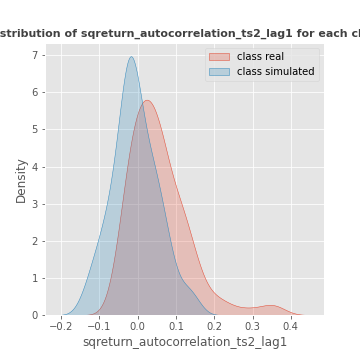 stribution of sqreturn_autocorrelation_ts2_lag1 for each cl
class real
class simulated
7
6
5
4
3
2
1
0
Density
−0.2 −0.1 0.0 0.1 0.2 0.3 0.4
sqreturn_autocorrelation_ts2_lag1